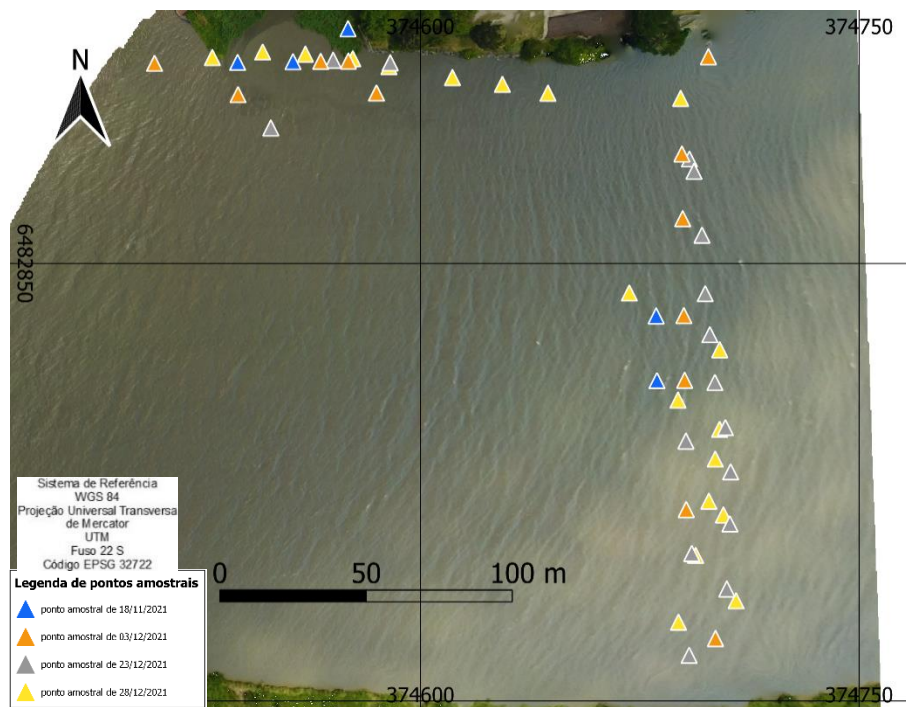 374600
374750
N
6482850
Sistema de Referência
WGS 84
Projeção Universal Transversa
de Mercator
UTM
Fuso 22 S
Código EPSG 32722
0 50 100 m
Legenda de pontos amostrais
ponto amostral de 18/11/2021
ponto amostral de 03/12/2021
ponto amostral de 23/12/2021
ponto amostral de 28/12/2021
374600
374750